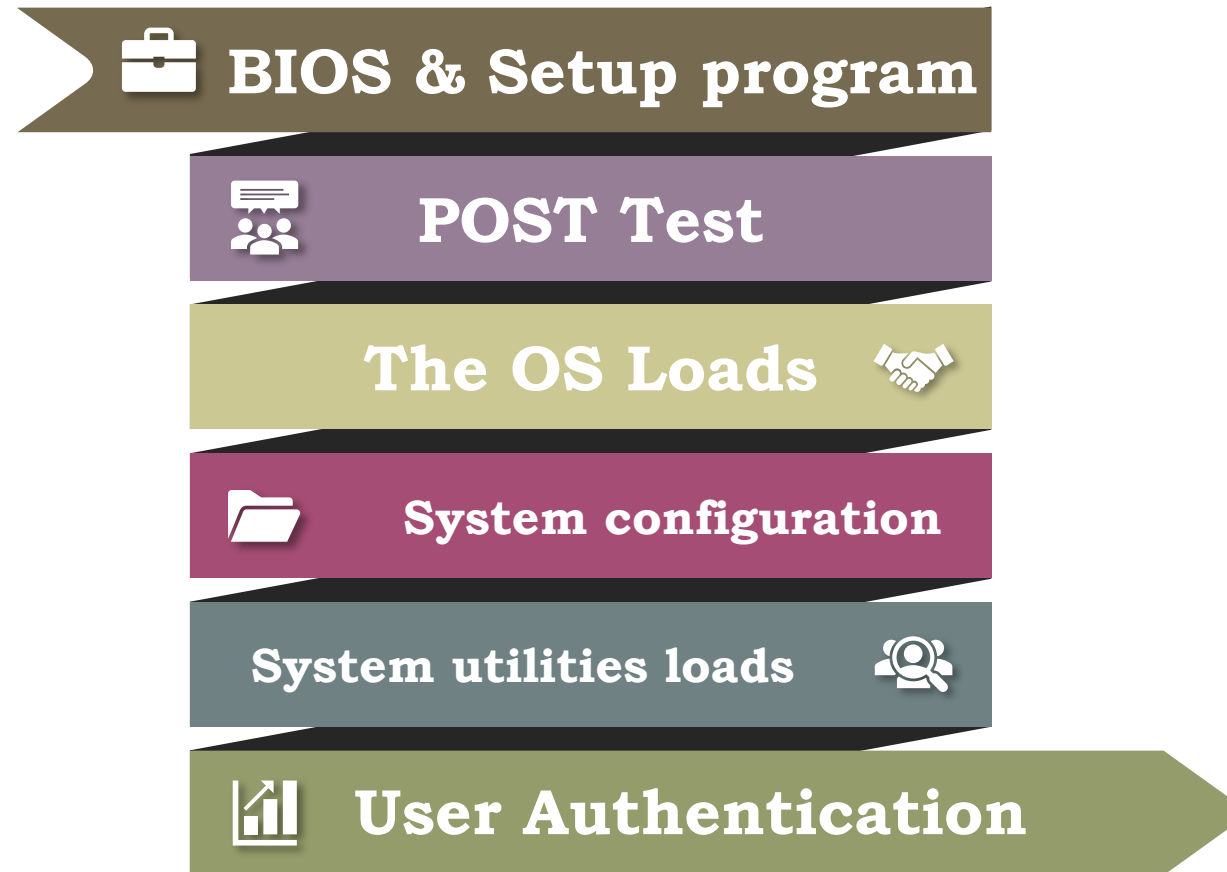 BIOS & Setup program
POST Test
The OS Loads
System configuration
System utilities loads
User Authentication